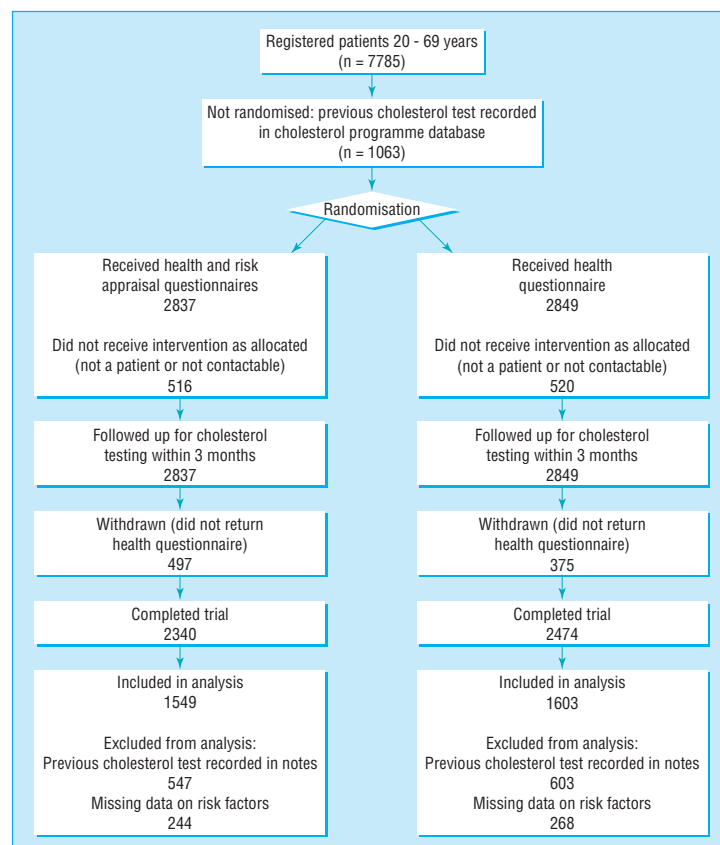 Registered patients 20 - 69 years
(n = 7785)
Not randomised: previous cholesterol test recorded
in cholesterol programme database
(n = 1063)
Randomisation
Received health and risk
appraisal questionnaires
2837
Did not receive intervention as allocated
(not a patient or not contactable)
516
Followed up for cholesterol
testing within 3 months
2837
Withdrawn (did not return
health questionnaire)
497
Completed trial
2340
Included in analysis
1549
Excluded from analysis:
Previous cholesterol test recorded in notes
547
Missing data on risk factors
244
Received health
questionnaire
2849
Did not receive intervention as allocated
(not a patient or not contactable)
520
Followed up for cholesterol
testing within 3 months
2849
Withdrawn (did not return
health questionnaire)
375
Completed trial
2474
Included in analysis
1603
Excluded from analysis:
Previous cholesterol test recorded in notes
603
Missing data on risk factors
268